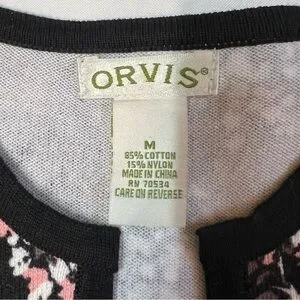 ORVIS®
M
85% COTTON
15% NYLON
MADE IN CHINA
RN 70534
CARE ON REVERSE